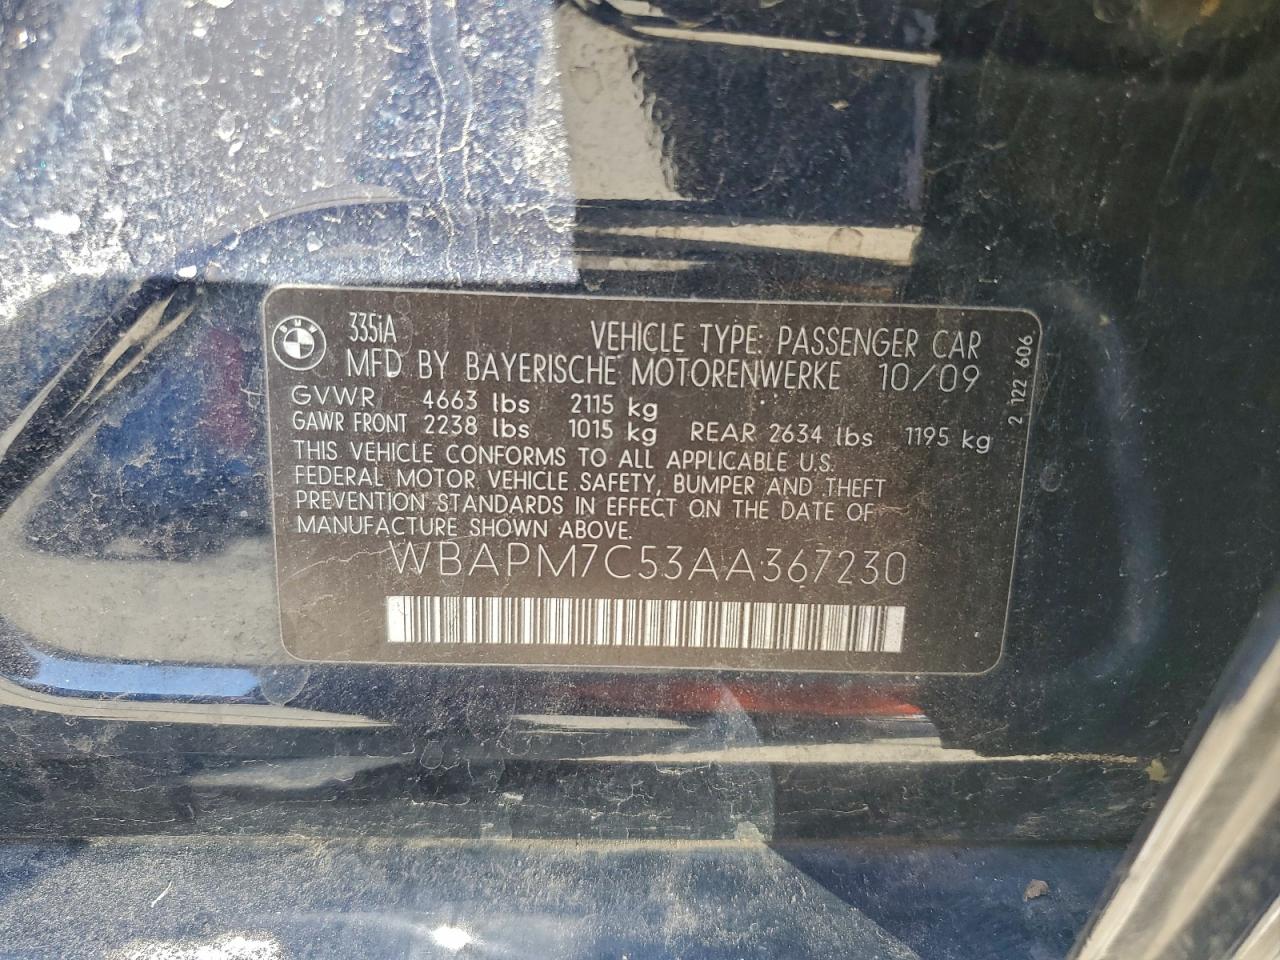 BMW
335iA VEHICLE TYPE: PASSENGER CAR
MFD BY BAYERISCHE MOTORENWERKE 10/09
GVWR 4663 lbs 2115 kg
GAWR FRONT 2238 lbs 1015 kg REAR 2634 lbs 1195 kg
THIS VEHICLE CONFORMS TO ALL APPLICABLE U.S.
FEDERAL MOTOR VEHICLE SAFETY, BUMPER AND THEFT
PREVENTION STANDARDS IN EFFECT ON THE DATE OF
MANUFACTURE SHOWN ABOVE.
WBAPM7C53AA367230
2 122 606